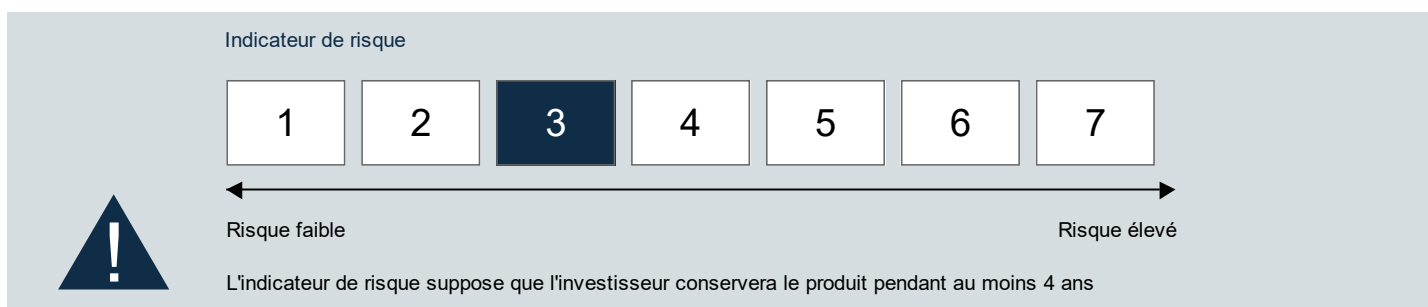 Indicateur de risque
1 2 3 4 5 6 7
Risque faible Risque élevé
!
L'indicateur de risque suppose que l'investisseur conservera le produit pendant au moins 4 ans